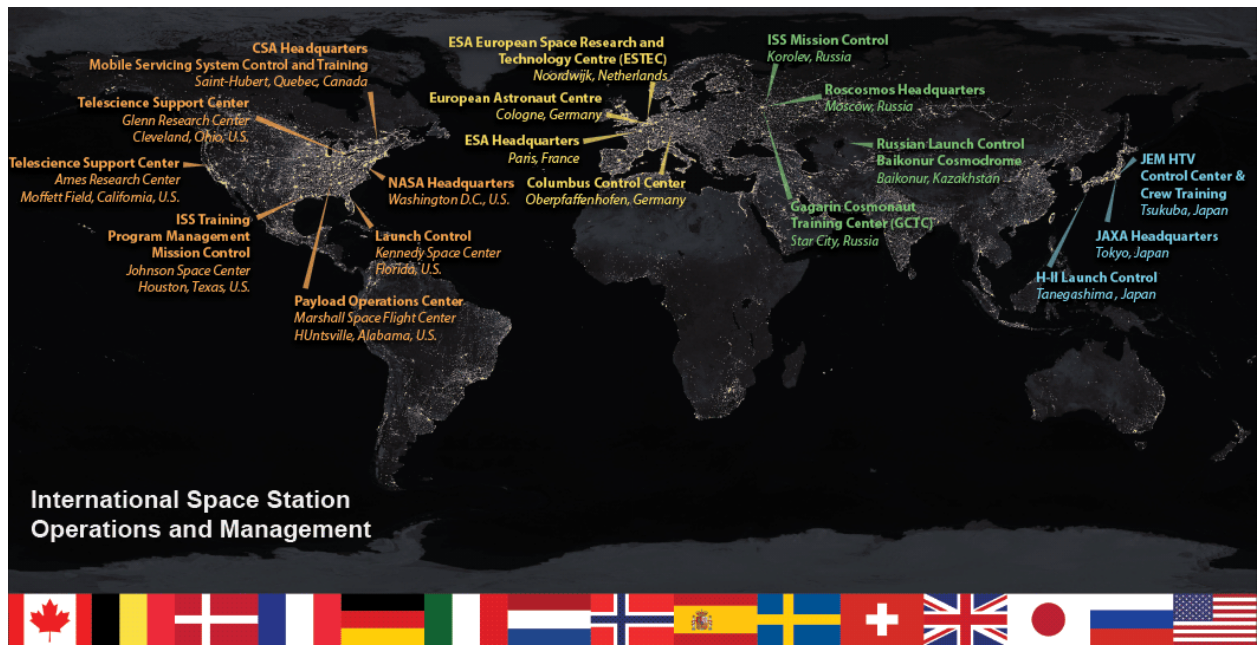 CSA Headquarters
Mobile Servicing System Control and Training
Saint-Hubert, Quebec, Canada
Telescience Support Center
Glenn Research Center
Cleveland, Ohio, U.S.
Telescience Support Center
Ames Research Center
Moffett Field, California, U.S.
ISS Training
Program Management
Mission Control
Johnson Space Center
Houston, Texas, U.S.
NASA Headquarters
Washington D.C., U.S.
Launch Control
Kennedy Space Center
Florida, U.S.
Payload Operations Center
Marshall Space Flight Center
HUntsville, Alabama, U.S.
ESA European Space Research and
Technology Centre (ESTEC)
Noordwijk, Netherlands
European Astronaut Centre
Cologne, Germany
ESA Headquarters
Paris, France
Columbus Control Center
Oberpfaffenhofen, Germany
ISS Mission Control
Korolev, Russia
Roscosmos Headquarters
Moscow, Russia
Russian Launch Control
Baikonur Cosmodrome
Baikonur, Kazakhstan
Gagarin Cosmonaut
Training Center (GCTC)
Star City, Russia
JEM HTV
Control Center &
Crew Training
Tsukuba, Japan
JAXA Headquarters
Tokyo, Japan
H-II Launch Control
Tanegashima , Japan
International Space Station
Operations and Management